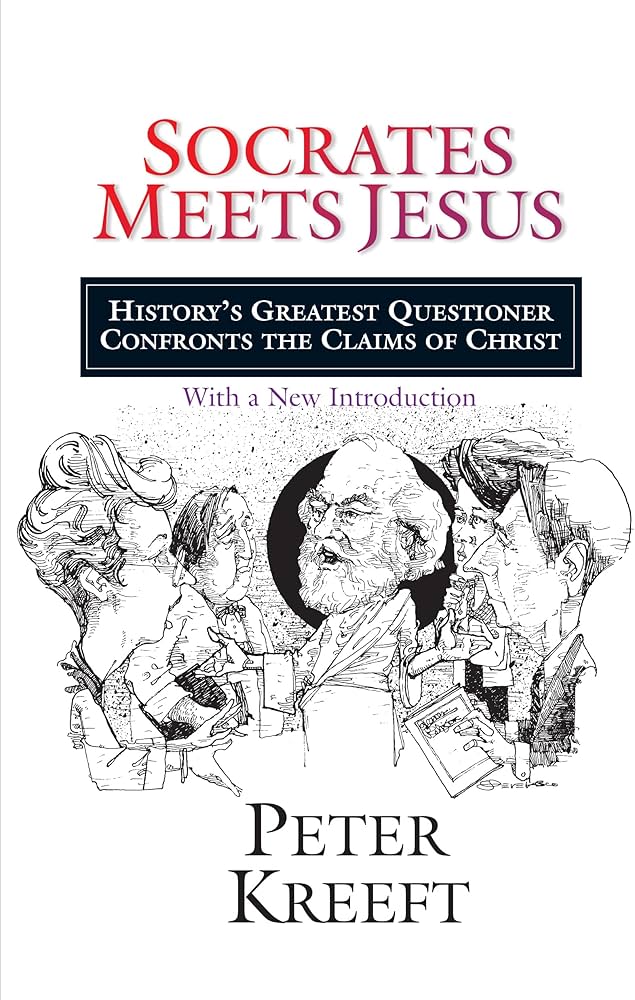 Socrates
Meets Jesus
History's Greatest Questioner
Confronts the Claims of Christ
With a New Introduction
Peter
Kreeft